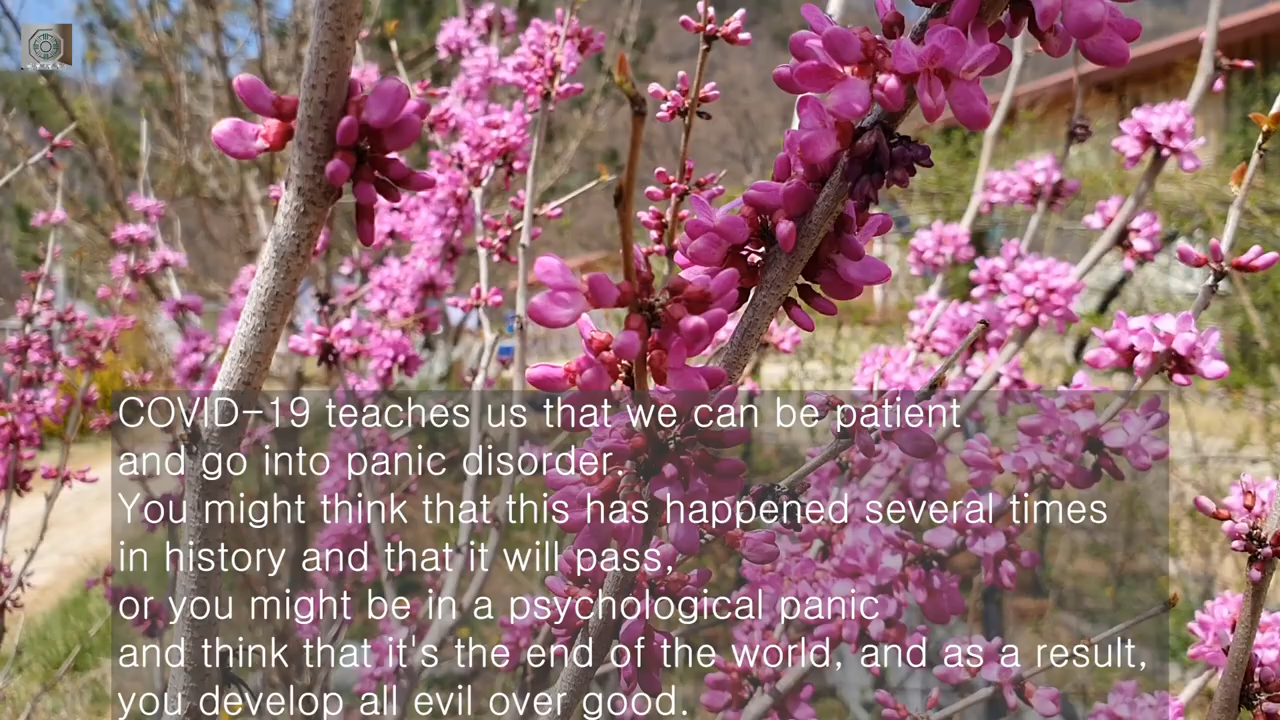 COVID-19 teaches us that we can be patient
and go into panic disorder.
You might think that this has happened several times
in history and that it will pass,
or you might be in a psychological panic
and think that it's the end of the world, and as a result,
you develop all evil over good.